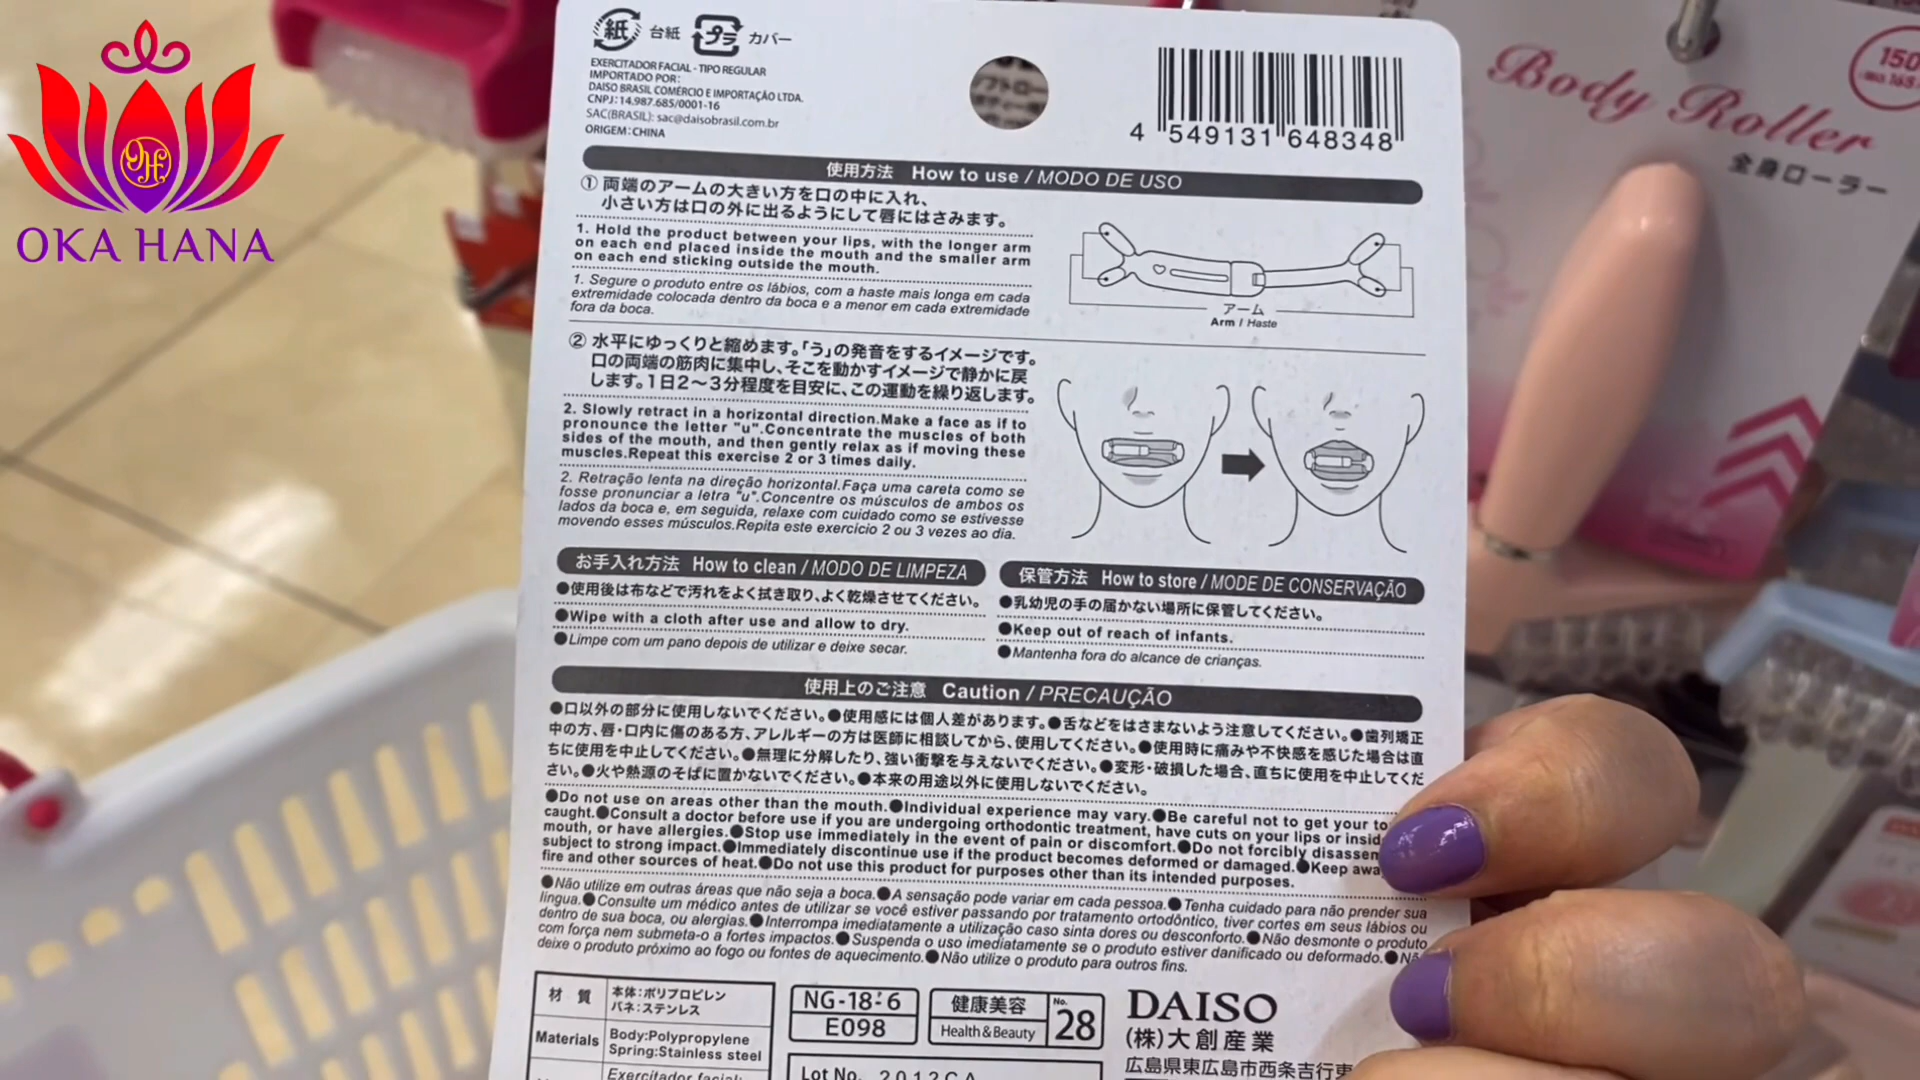 OKA HANA
紙 台紙 プラ カバー
EXERCITADOR FACIAL - TIPO REGULAR
IMPORTADO POR:
DAISO BRASIL COMÉRCIO E IMPORTAÇÃO LTDA.
CNPJ: 14.987.685/0001-16
SAC(BRASIL): sac@daisobrasil.com.br
ORIGEM:CHINA
4 549131 648348
使用方法 How to use / MODO DE USO
① 両端のアームの大きい方を口の中に入れ、
小さい方は口の外に出るようにして唇にはさみます。
1. Hold the product between your lips, with the longer arm
on each end placed inside the mouth and the smaller arm
on each end sticking outside the mouth.
1. Segure o produto entre os lábios, com a haste mais longa em cada
extremidade colocada dentro da boca e a menor em cada extremidade
fora da boca.
アーム
Arm / Haste
② 水平にゆっくりと縮めます。「う」の発音をするイメージです。
口の両端の筋肉に集中し、そこを動かすイメージで静かに戻
します。1日2〜3分程度を目安に、この運動を繰り返します。
2. Slowly retract in a horizontal direction.Make a face as if to
pronounce the letter "u".Concentrate the muscles of both
sides of the mouth, and then gently relax as if moving these
muscles.Repeat this exercise 2 or 3 times daily.
2. Retração lenta na direção horizontal.Faça uma careta como se
fosse pronunciar a letra "u".Concentre os músculos de ambos os
lados da boca e, em seguida, relaxe com cuidado como se estivesse
movendo esses músculos.Repita este exercício 2 ou 3 vezes ao dia.
お手入れ方法 How to clean / MODO DE LIMPEZA
●使用後は布などで汚れをよく拭き取り、よく乾燥させてください。
●Wipe with a cloth after use and allow to dry.
●Limpe com um pano depois de utilizar e deixe secar.
保管方法 How to store / MODE DE CONSERVAÇÃO
●乳幼児の手の届かない場所に保管してください。
●Keep out of reach of infants.
●Mantenha fora do alcance de crianças.
使用上のご注意 Caution / PRECAUÇÃO
●口以外の部分に使用しないでください。●使用感には個人差があります。●舌などをはさまないよう注意してください。●歯列矯正
中の方、唇・口内に傷のある方、アレルギーの方は医師に相談してから、使用してください。●使用時に痛みや不快感を感じた場合は直
ちに使用を中止してください。●無理に分解したり、強い衝撃を与えないでください。●変形・破損した場合、直ちに使用を中止してくだ
さい。●火や熱源のそばに置かないでください。●本来の用途以外に使用しないでください。
●Do not use on areas other than the mouth.●Individual experience may vary.●Be careful not to get your to
caught.●Consult a doctor before use if you are undergoing orthodontic treatment, have cuts on your lips or insid
mouth, or have allergies.●Stop use immediately in the event of pain or discomfort.●Do not forcibly disassem
subject to strong impact.●Immediately discontinue use if the product becomes deformed or damaged.●Keep awa
fire and other sources of heat.●Do not use this product for purposes other than its intended purposes.
●Não utilize em outras áreas que não seja a boca.●A sensação pode variar em cada pessoa.●Tenha cuidado para não prender sua
língua.●Consulte um médico antes de utilizar se você estiver passando por tratamento ortodôntico, tiver cortes em seus lábios ou
dentro de sua boca, ou alergias.●Interrompa imediatamente a utilização caso sinta dores ou desconforto.●Não desmonte o produto
com força nem submeta-o a fortes impactos.●Suspenda o uso imediatamente se o produto estiver danificado ou deformado.●Nã
deixe o produto próximo ao fogo ou fontes de aquecimento.●Não utilize o produto para outros fins.
材質 本体:ポリプロピレン
バネ:ステンレス
Materials Body:Polypropylene
Spring:Stainless steel
Exercitador facial:
NG-18-6
E098
健康美容
Health&Beauty
No.
28
Lot No. 2012CA
DAISO
(株)大創産業
広島県東広島市西条吉行東
Body Roller
全身ローラー
150